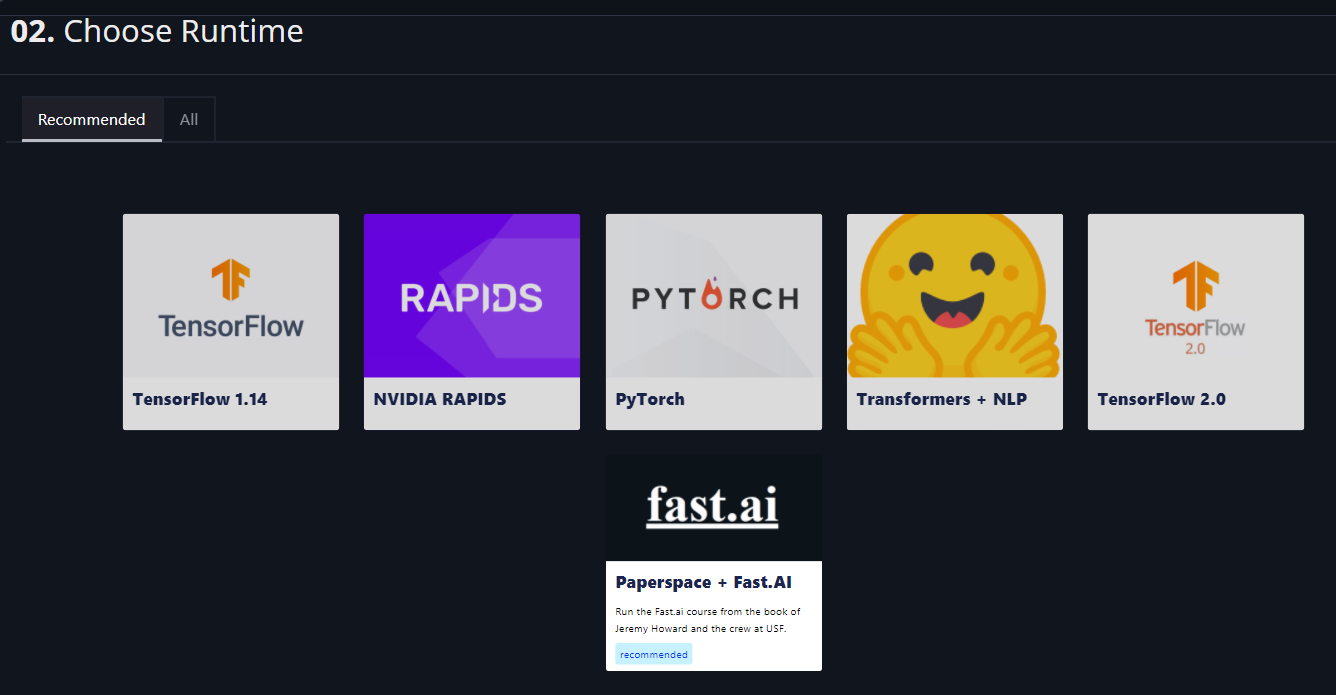 02. Choose Runtime
Recommended
All
TensorFlow
RAPIDS
PYTORCH
TensorFlow
2.0
TensorFlow 1.14
NVIDIA RAPIDS
PyTorch
Transformers + NLP
TensorFlow 2.0
fast.ai
Paperspace + Fast.AI
Run the Fast.ai course from the book of
Jeremy Howard and the crew at USF.
recommended